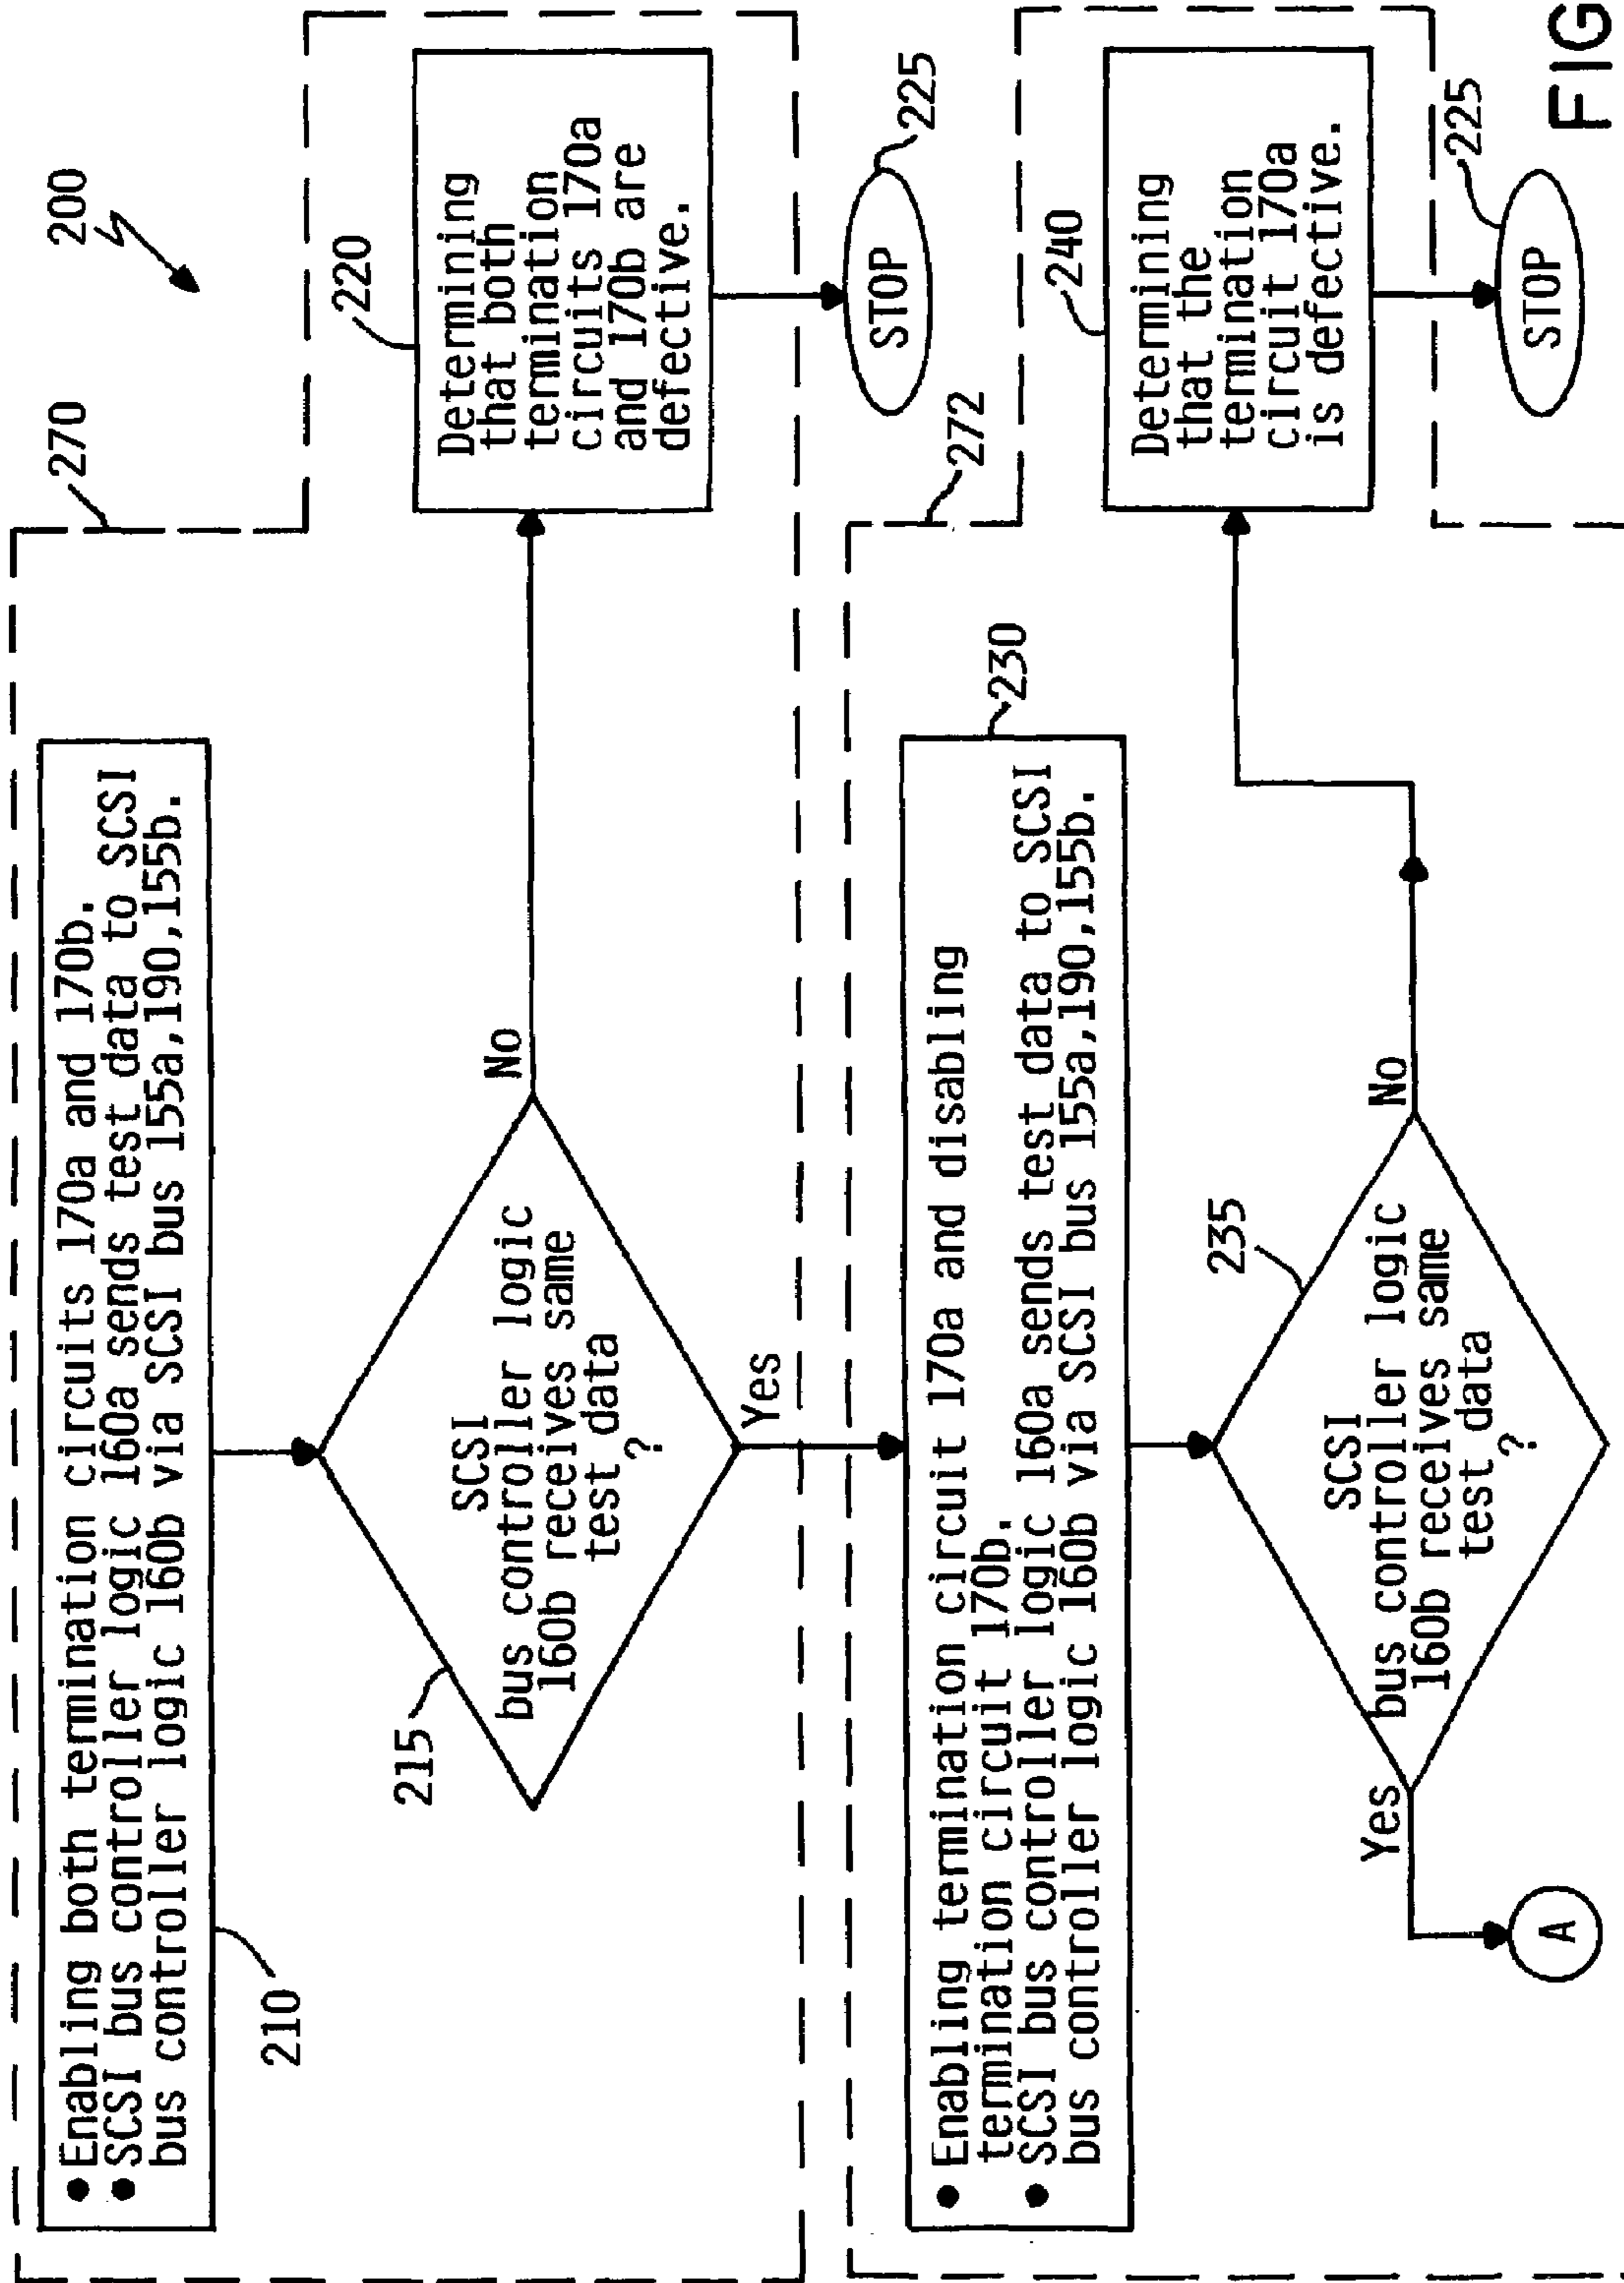 200
270
• Enabling both termination circuits 170a and 170b.
• SCSI bus controller logic 160a sends test data to SCSI
bus controller logic 160b via SCSI bus 155a,190,155b.
210
215
SCSI
bus controller logic
160b receives same
test data
?
No
Yes
220
Determining
that both
termination
circuits 170a
and 170b are
defective.
STOP
225
272
230
• Enabling termination circuit 170a and disabling
termination circuit 170b.
• SCSI bus controller logic 160a sends test data to SCSI
bus controller logic 160b via SCSI bus 155a,190,155b.
235
SCSI
bus controller logic
160b receives same
test data
?
Yes
No
A
240
Determining
that the
termination
circuit 170a
is defective.
STOP
225
FIG